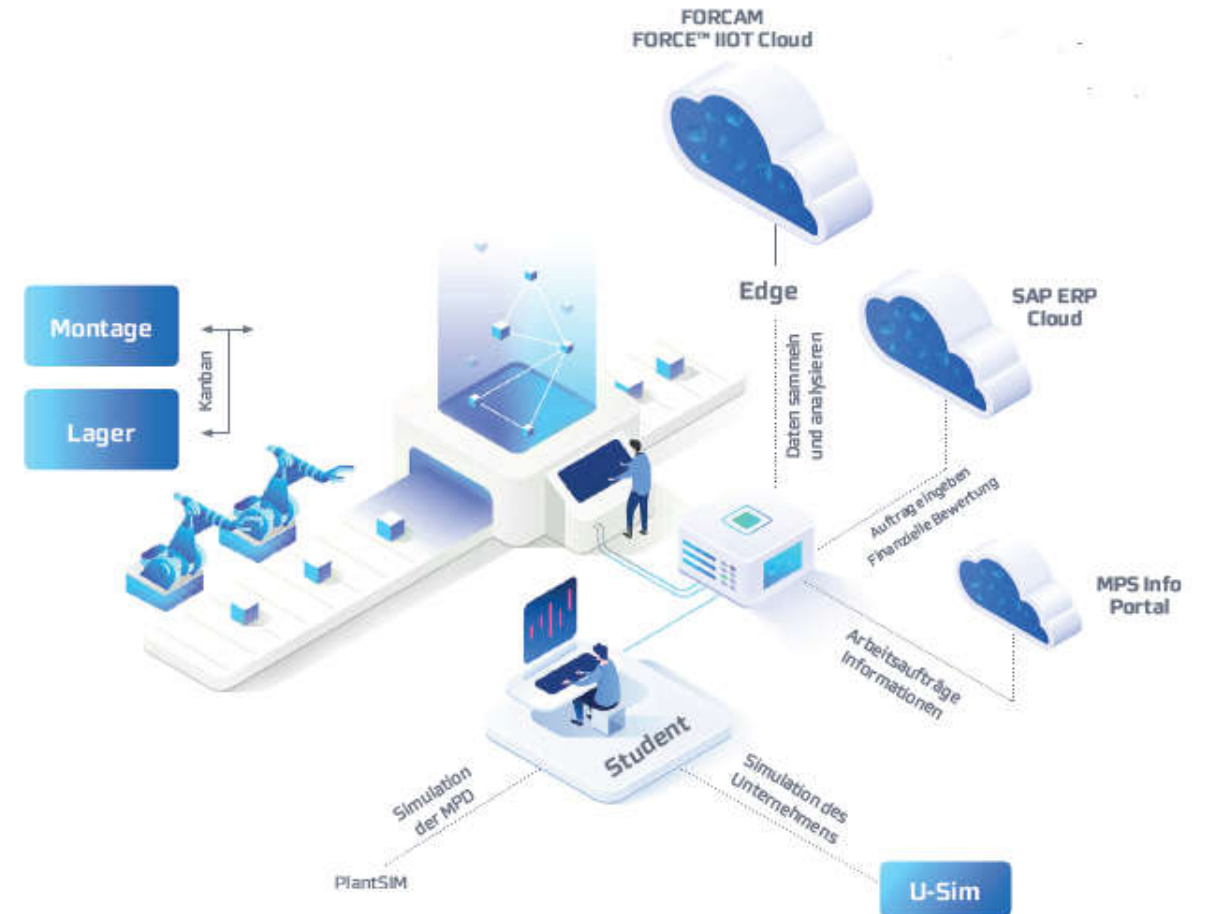 FORCAM
FORCE™ IIOT Cloud
Edge
SAP ERP
Cloud
Montage
Kanban
Lager
Daten sammeln
und analysieren
Auftrag eingeben
Finanzielle Bewertung
MPS Info
Portal
Arbeitsaufträge
Informationen
Student
Simulation
der MPD
Simulation des
Unternehmens
PlantSIM
U-Sim